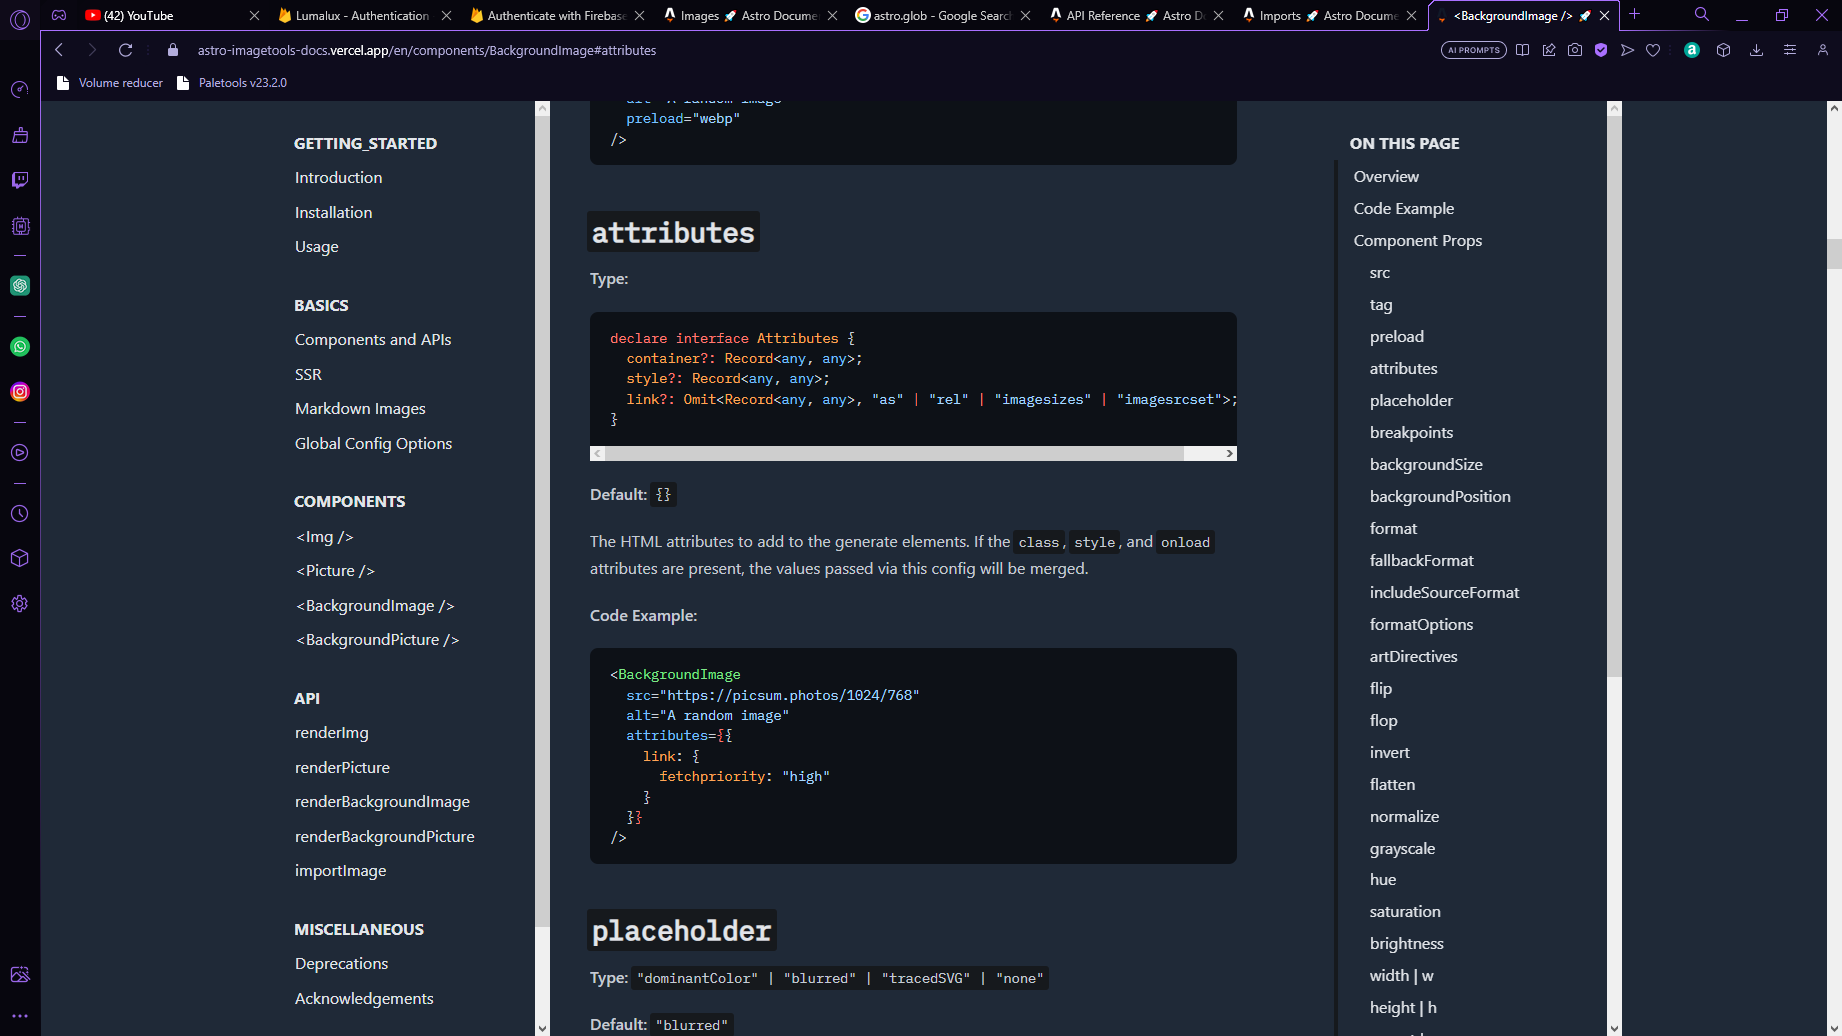 (42) YouTube
Lumalux - Authentication
Authenticate with Firebase
Images 🚀 Astro Docume
astro.glob - Google Search
API Reference 🚀 Astro D
Imports 🚀 Astro Docume
<BackgroundImage /> 🚀
astro-imagetools-docs.vercel.app/en/components/BackgroundImage#attributes
AI PROMPTS
Volume reducer
Paletools v23.2.0
GETTING_STARTED
Introduction
Installation
Usage
BASICS
Components and APIs
SSR
Markdown Images
Global Config Options
COMPONENTS
<Img />
<Picture />
<BackgroundImage />
<BackgroundPicture />
API
renderImg
renderPicture
renderBackgroundImage
renderBackgroundPicture
importImage
MISCELLANEOUS
Deprecations
Acknowledgements
preload="webp"
/>
attributes
Type:
declare interface Attributes {
container?: Record<any, any>;
style?: Record<any, any>;
link?: Omit<Record<any, any>, "as" | "rel" | "imagesizes" | "imagesrcset">;
}
Default: {}
The HTML attributes to add to the generate elements. If the class, style, and onload
attributes are present, the values passed via this config will be merged.
Code Example:
<BackgroundImage
src="https://picsum.photos/1024/768"
alt="A random image"
attributes={{
link: {
fetchpriority: "high"
}
}}
/>
placeholder
Type: "dominantColor" | "blurred" | "tracedSVG" | "none"
Default: "blurred"
ON THIS PAGE
Overview
Code Example
Component Props
src
tag
preload
attributes
placeholder
breakpoints
backgroundSize
backgroundPosition
format
fallbackFormat
includeSourceFormat
formatOptions
artDirectives
flip
flop
invert
flatten
normalize
grayscale
hue
saturation
brightness
width | w
height | h